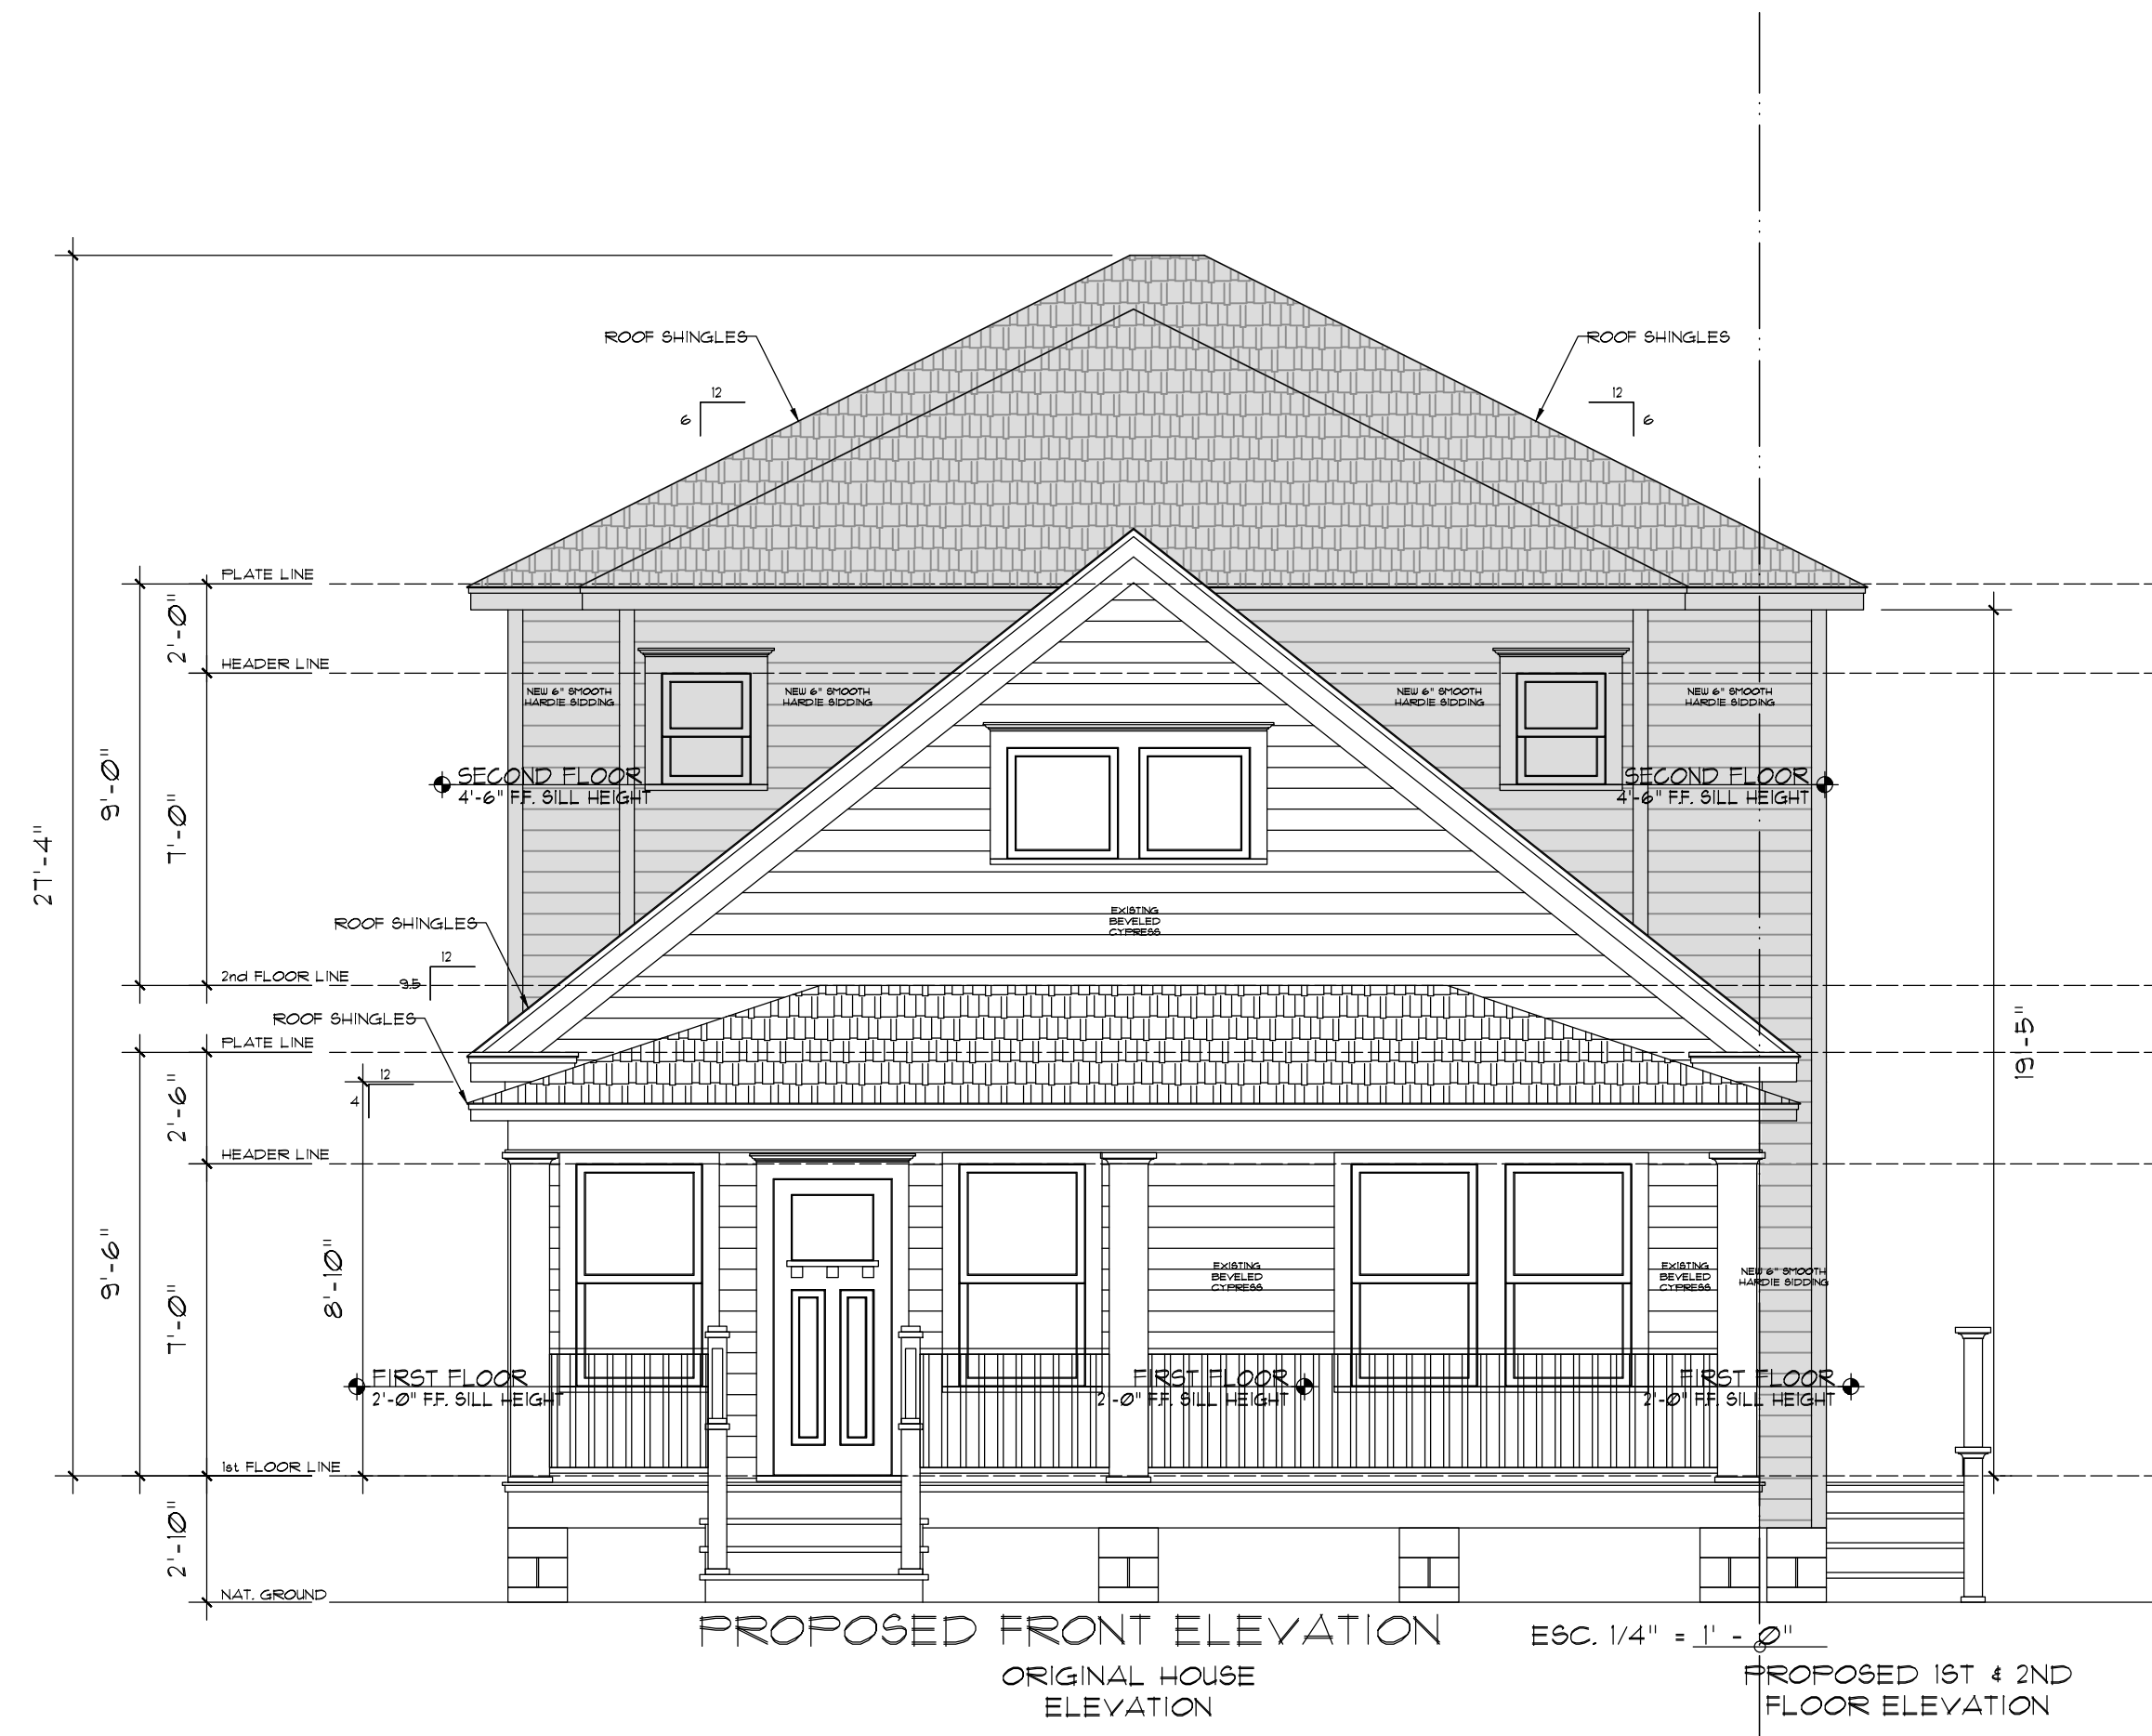 ROOF SHINGLES
ROOF SHINGLES
12
6
12
6
PLATE LINE
2'-0"
HEADER LINE
NEW 6" SMOOTH
HARDIE SIDDING
NEW 6" SMOOTH
HARDIE SIDDING
NEW 6" SMOOTH
HARDIE SIDDING
NEW 6" SMOOTH
HARDIE SIDDING
9'-0"
SECOND FLOOR
4'-6" F.F. SILL HEIGHT
SECOND FLOOR
4'-6" F.F. SILL HEIGHT
7'-0"
27'-4"
EXISTING
BEVELED
CYPRESS
ROOF SHINGLES
12
9.5
2nd FLOOR LINE
ROOF SHINGLES
PLATE LINE
19'-5"
12
4
2'-6"
HEADER LINE
9'-6"
8'-10"
7'-0"
EXISTING
BEVELED
CYPRESS
EXISTING
BEVELED
CYPRESS
NEW 6" SMOOTH
HARDIE SIDDING
FIRST FLOOR
2'-0" F.F. SILL HEIGHT
FIRST FLOOR
2'-0" F.F. SILL HEIGHT
FIRST FLOOR
2'-0" F.F. SILL HEIGHT
1st FLOOR LINE
2'-10"
NAT. GROUND
PROPOSED FRONT ELEVATION
ESC. 1/4" = 1' - 0"
ORIGINAL HOUSE
ELEVATION
PROPOSED 1ST & 2ND
FLOOR ELEVATION